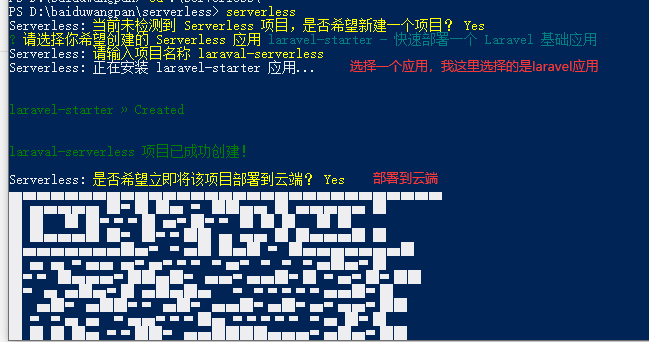 PS D:\baiduwangpan\serverless> serverless
Serverless: 当前未检测到 Serverless 项目，是否希望新建一个项目？ Yes
? 请选择你希望创建的 Serverless 应用 laravel-starter - 快速部署一个 Laravel 基础应用
Serverless: 请输入项目名称 laraval-serverless
Serverless: 正在安装 laravel-starter 应用... 选择一个应用，我这里选择的是laravel应用
laravel-starter » Created
laraval-serverless 项目已成功创建！
Serverless: 是否希望立即将该项目部署到云端？ Yes 部署到云端